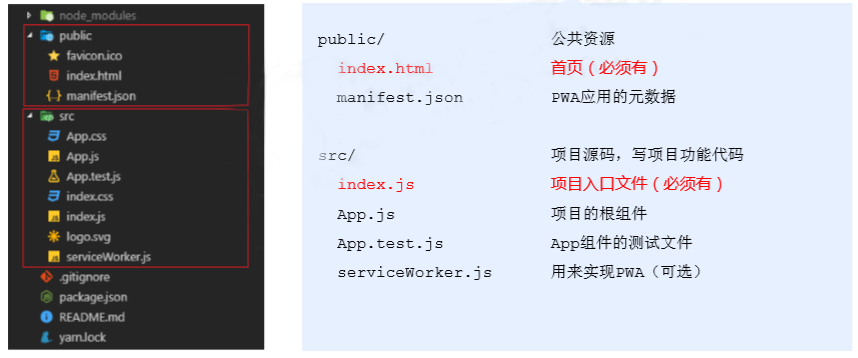 node_modules
public
favicon.ico
index.html
manifest.json
src
App.css
App.js
App.test.js
index.css
index.js
logo.svg
serviceWorker.js
.gitignore
package.json
README.md
yarn.lock
public/ 公共资源
index.html 首页（必须有）
manifest.json PWA应用的元数据
src/ 项目源码，写项目功能代码
index.js 项目入口文件（必须有）
App.js 项目的根组件
App.test.js App组件的测试文件
serviceWorker.js 用来实现PWA（可选）